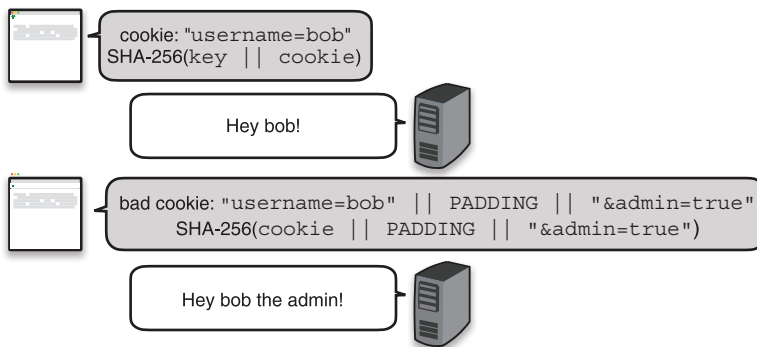 cookie: "username=bob"
SHA-256(key || cookie)
Hey bob!
bad cookie: "username=bob" || PADDING || "&admin=true"
SHA-256(cookie || PADDING || "&admin=true")
Hey bob the admin!